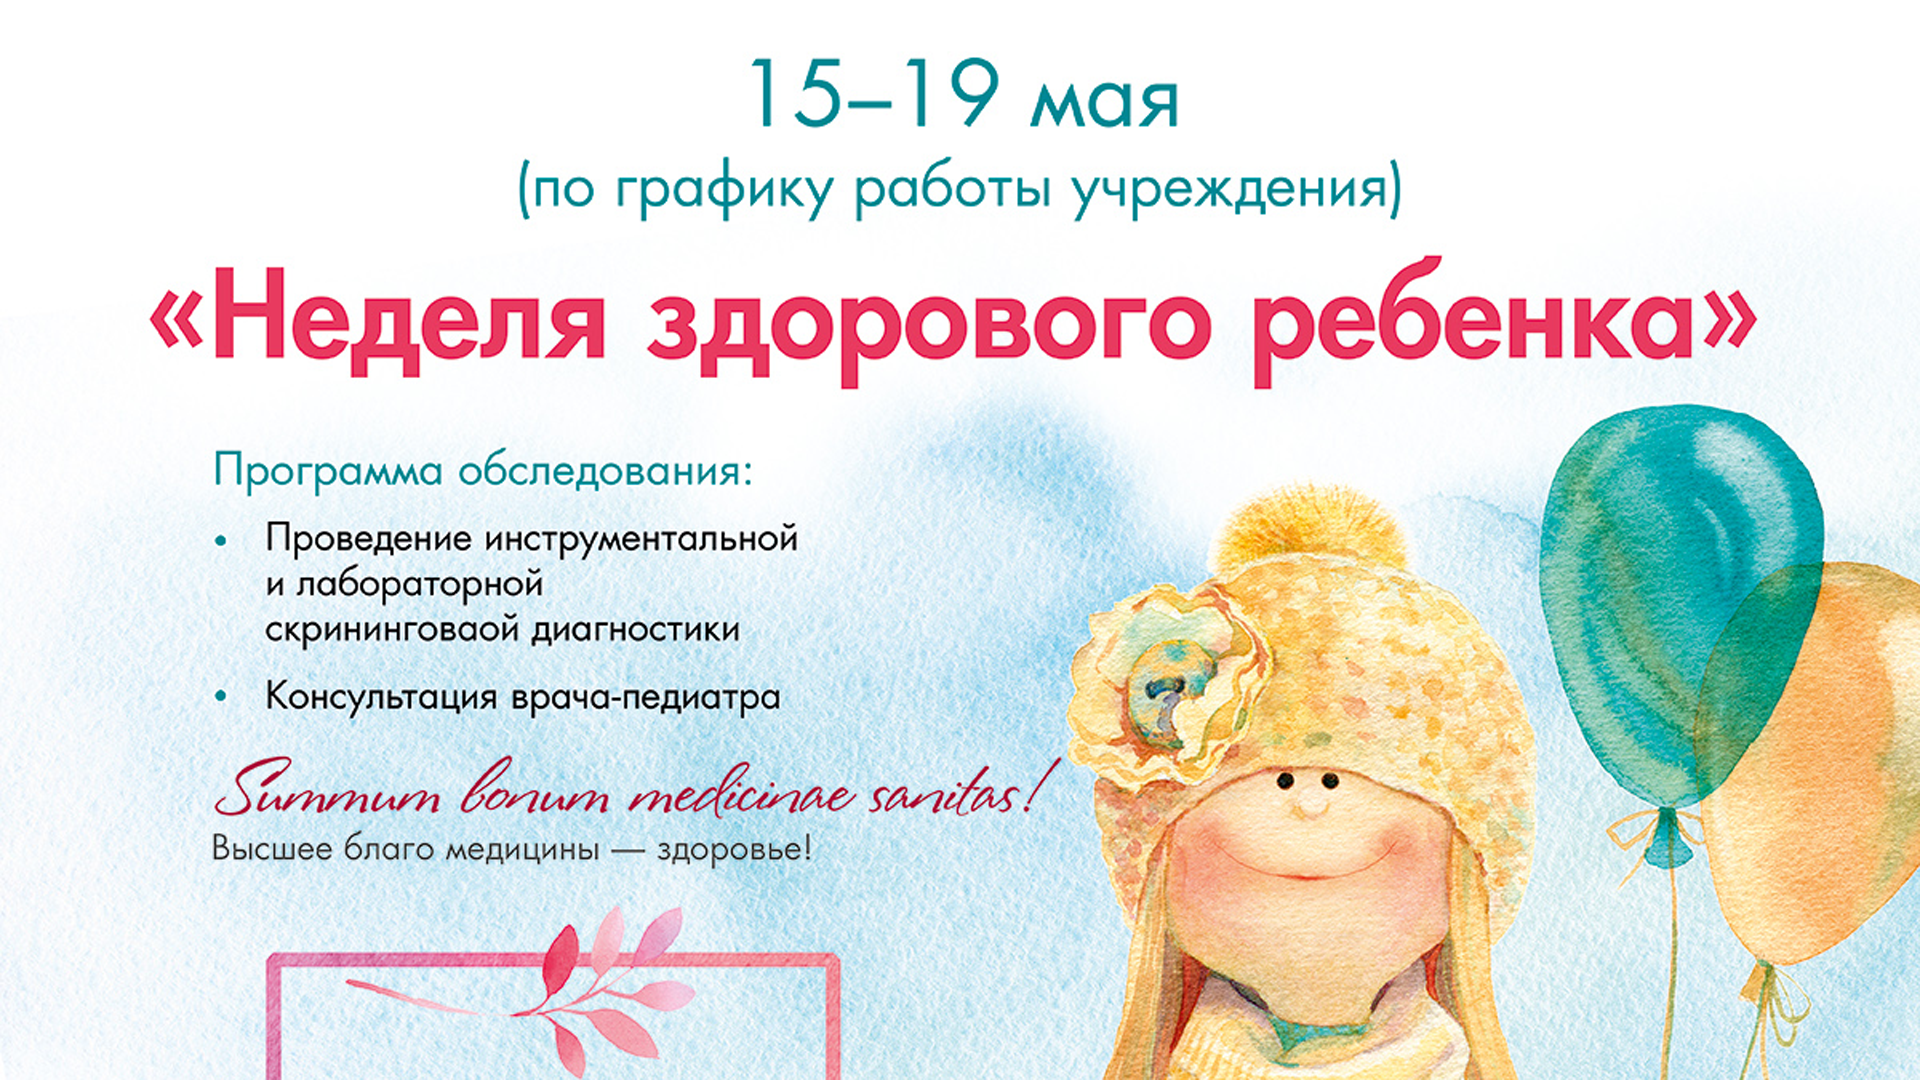 15–19 мая
(по графику работы учреждения)
«Неделя здорового ребенка»
Программа обследования:
• Проведение инструментальной
и лабораторной
скрининговаой диагностики
• Консультация врача-педиатра
Summum bonum medicinae sanitas!
Высшее благо медицины — здоровье!